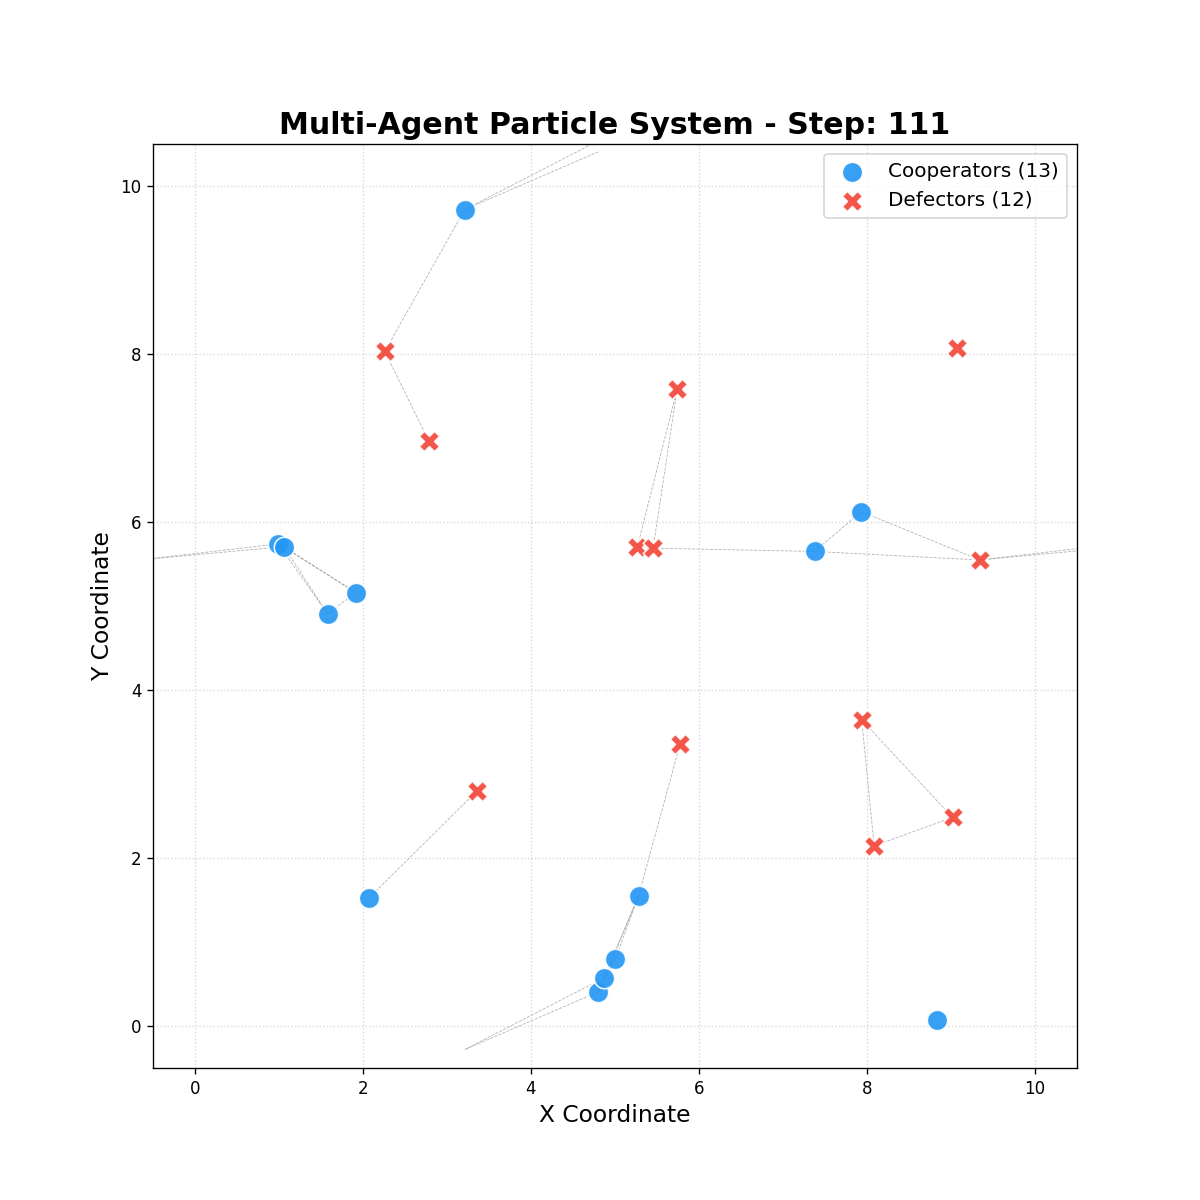 Multi-Agent Particle System - Step: 111
Cooperators (13)
Defectors (12)
10
8
6
4
2
0
Y Coordinate
0 2 4 6 8 10
X Coordinate